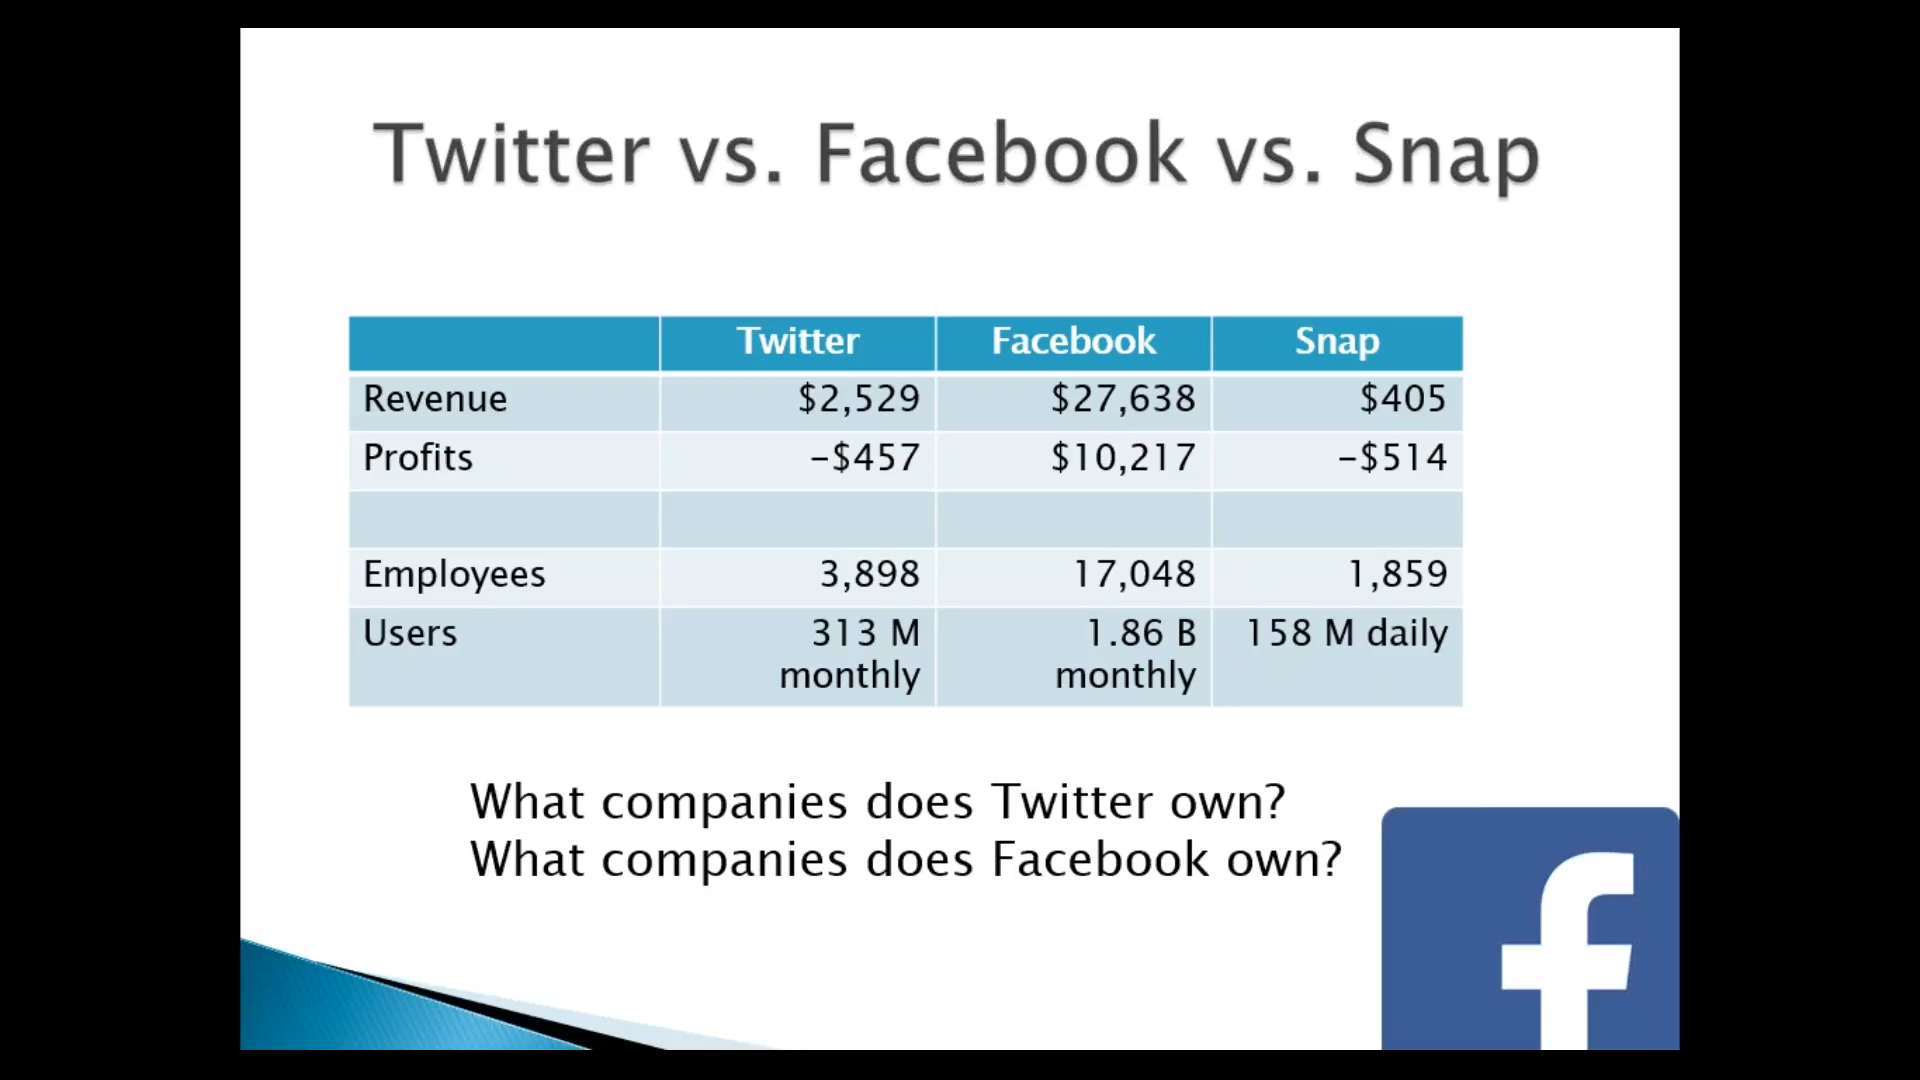 Twitter vs. Facebook vs. Snap
Twitter Facebook Snap
Revenue $2,529 $27,638 $405
Profits -$457 $10,217 -$514
Employees 3,898 17,048 1,859
Users 313 M monthly 1.86 B monthly 158 M daily
What companies does Twitter own?
What companies does Facebook own?
f